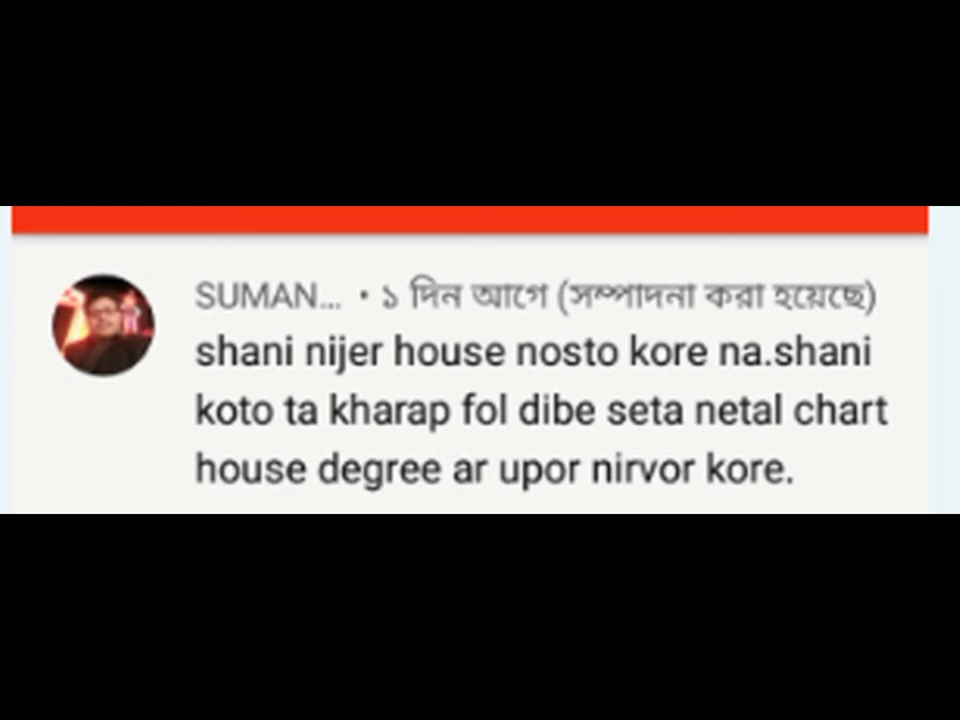 SUMAN... • ১ দিন আগে (সম্পাদনা করা হয়েছে)
shani nijer house nosto kore na.shani
koto ta kharap fol dibe seta netal chart
house degree ar upor nirvor kore.